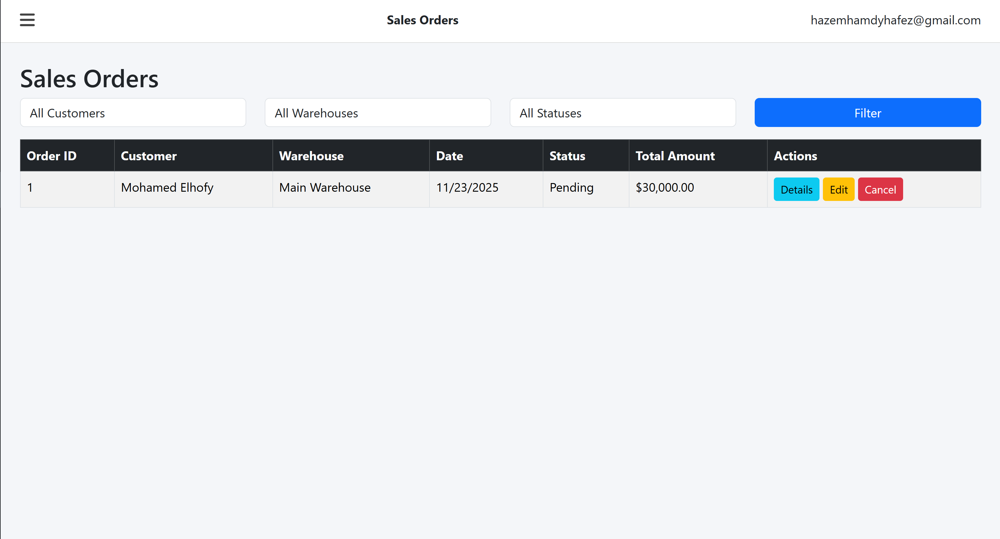 Sales Orders
hazemhamdyhafez@gmail.com
Sales Orders
All Customers
All Warehouses
All Statuses
Filter
Order ID Customer Warehouse Date Status Total Amount Actions
1 Mohamed Elhofy Main Warehouse 11/23/2025 Pending $30,000.00 Details Edit Cancel